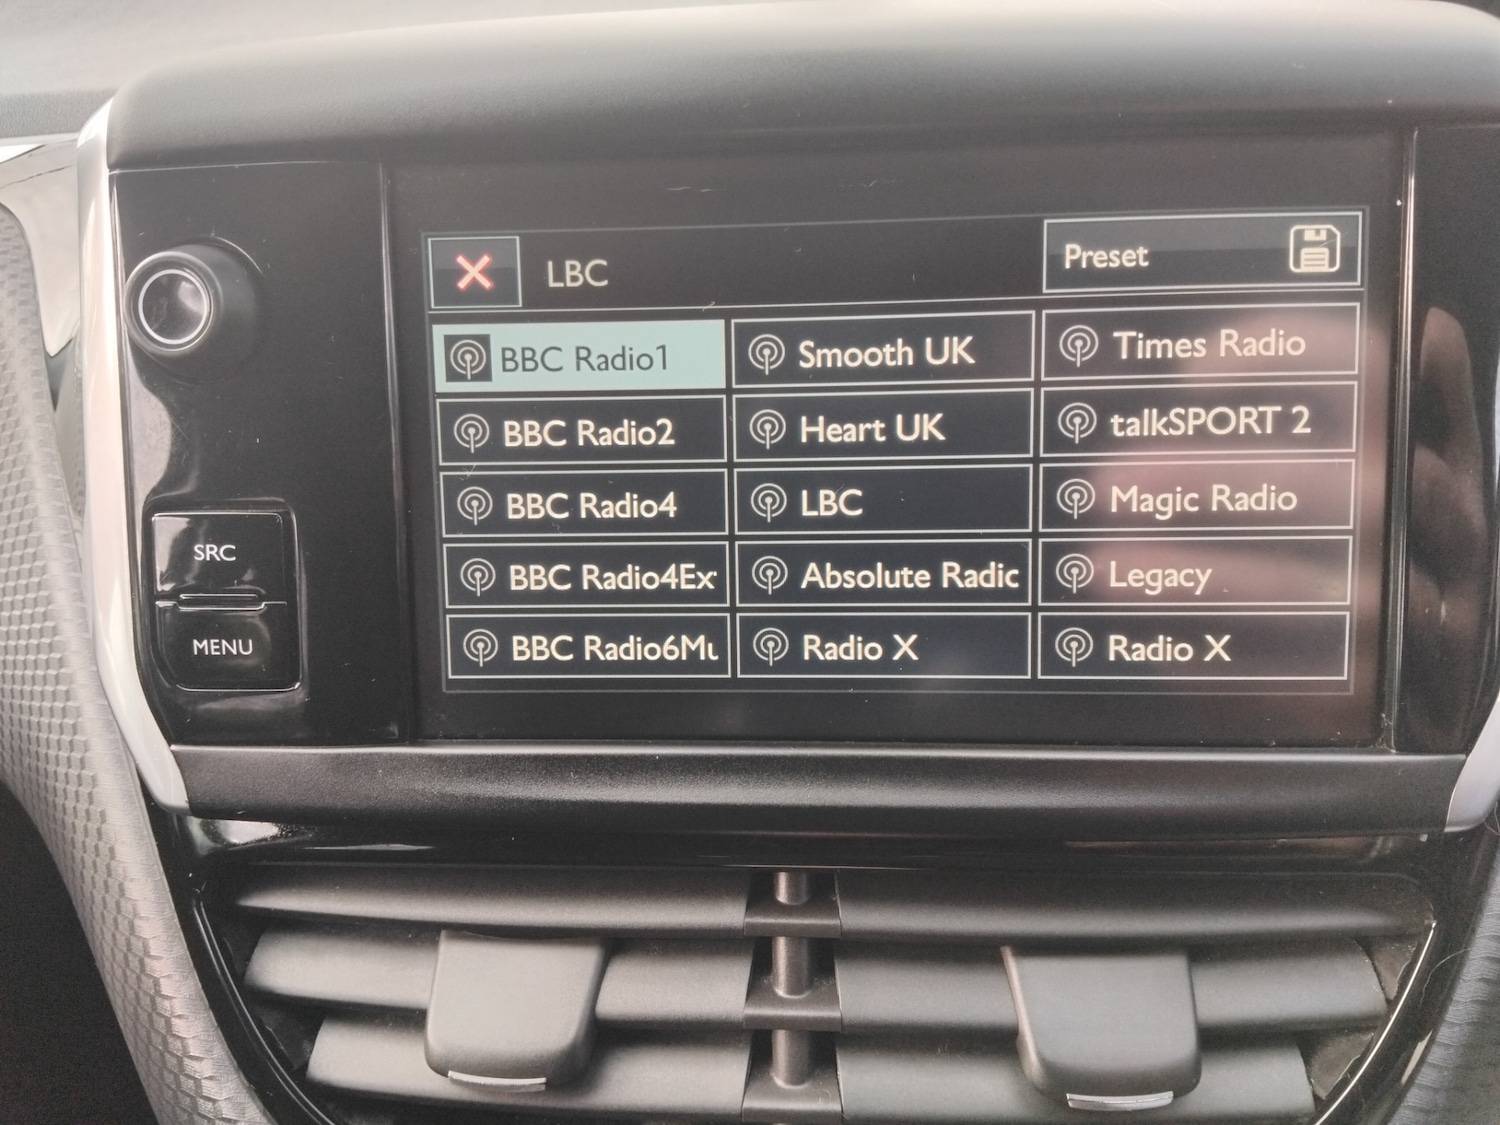 LBC
Preset
BBC Radio1
Smooth UK
Times Radio
BBC Radio2
Heart UK
talkSPORT 2
BBC Radio4
LBC
Magic Radio
BBC Radio4Ex
Absolute Radic
Legacy
BBC Radio6Mu
Radio X
Radio X
SRC
MENU